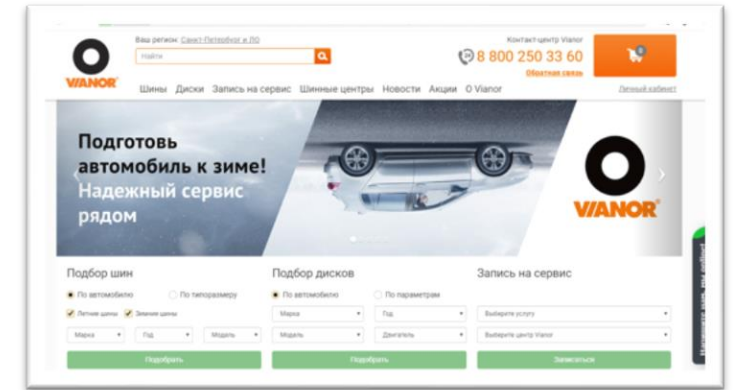 Ваш регион: Санкт-Петербург и ЛО
Найти
VIANOR
Контакт-центр Vianor
8 800 250 33 60
Обратная связь
0
Личный кабинет
Шины Диски Запись на сервис Шинные центры Новости Акции О Vianor
Подготовь
автомобиль к зиме!
Надежный сервис
рядом
VIANOR
Подбор шин
По автомобилю По типоразмеру
Летние шины Зимние шины
Марка Год Модель
Подобрать
Подбор дисков
По автомобилю По параметрам
Марка Год
Модель Двигатель
Подобрать
Запись на сервис
Выберите услугу
Выберите центр Vianor
Записаться